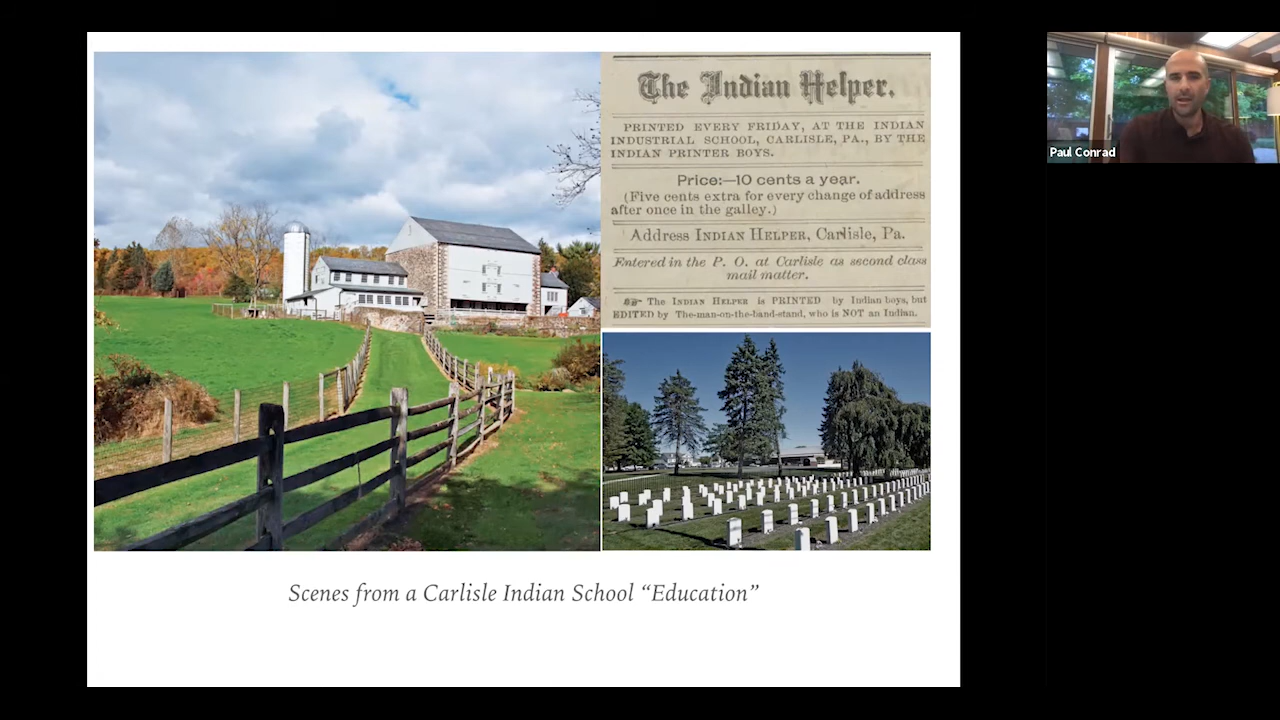 The Indian Helper.
PRINTED EVERY FRIDAY, AT THE INDIAN
INDUSTRIAL SCHOOL, CARLISLE, PA., BY THE
INDIAN PRINTER BOYS.
Price:—10 cents a year.
(Five cents extra for every change of address
after once in the galley.)
Address INDIAN HELPER, Carlisle, Pa.
Entered in the P. O. at Carlisle as second class
mail matter.
The INDIAN HELPER is PRINTED by Indian boys, but
EDITED by The-man-on-the-band-stand, who is NOT an Indian.
Paul Conrad
Scenes from a Carlisle Indian School “Education”